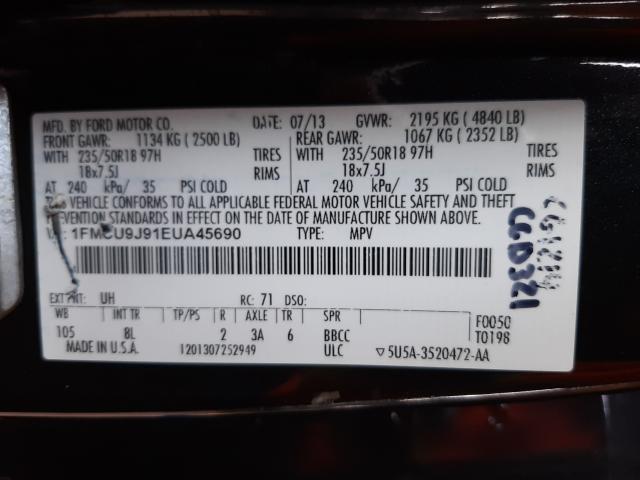 MFD. BY FORD MOTOR CO.
DATE: 07/13 GVWR: 2195 KG ( 4840 LB)
FRONT GAWR: 1134 KG ( 2500 LB) REAR GAWR: 1067 KG ( 2352 LB)
WITH 235/50R18 97H TIRES WITH 235/50R18 97H TIRES
18x7.5J RIMS 18x7.5J RIMS
AT 240 kPa/ 35 PSI COLD AT 240 kPa/ 35 PSI COLD
VEHICLE CONFORMS TO ALL APPLICABLE FEDERAL MOTOR VEHICLE SAFETY AND THEFT
PREVENTION STANDARDS IN EFFECT ON THE DATE OF MANUFACTURE SHOWN ABOVE.
1FMCU9J91EUA45690 TYPE: MPV
EXT PNT: UH RC: 71 DSO:
WB INT TR TP/PS R AXLE TR SPR
105 8L 2 3A 6 BBCC
F0050
T0198
MADE IN U.S.A. 1201307252949 ULC 5U5A-3520472-AA